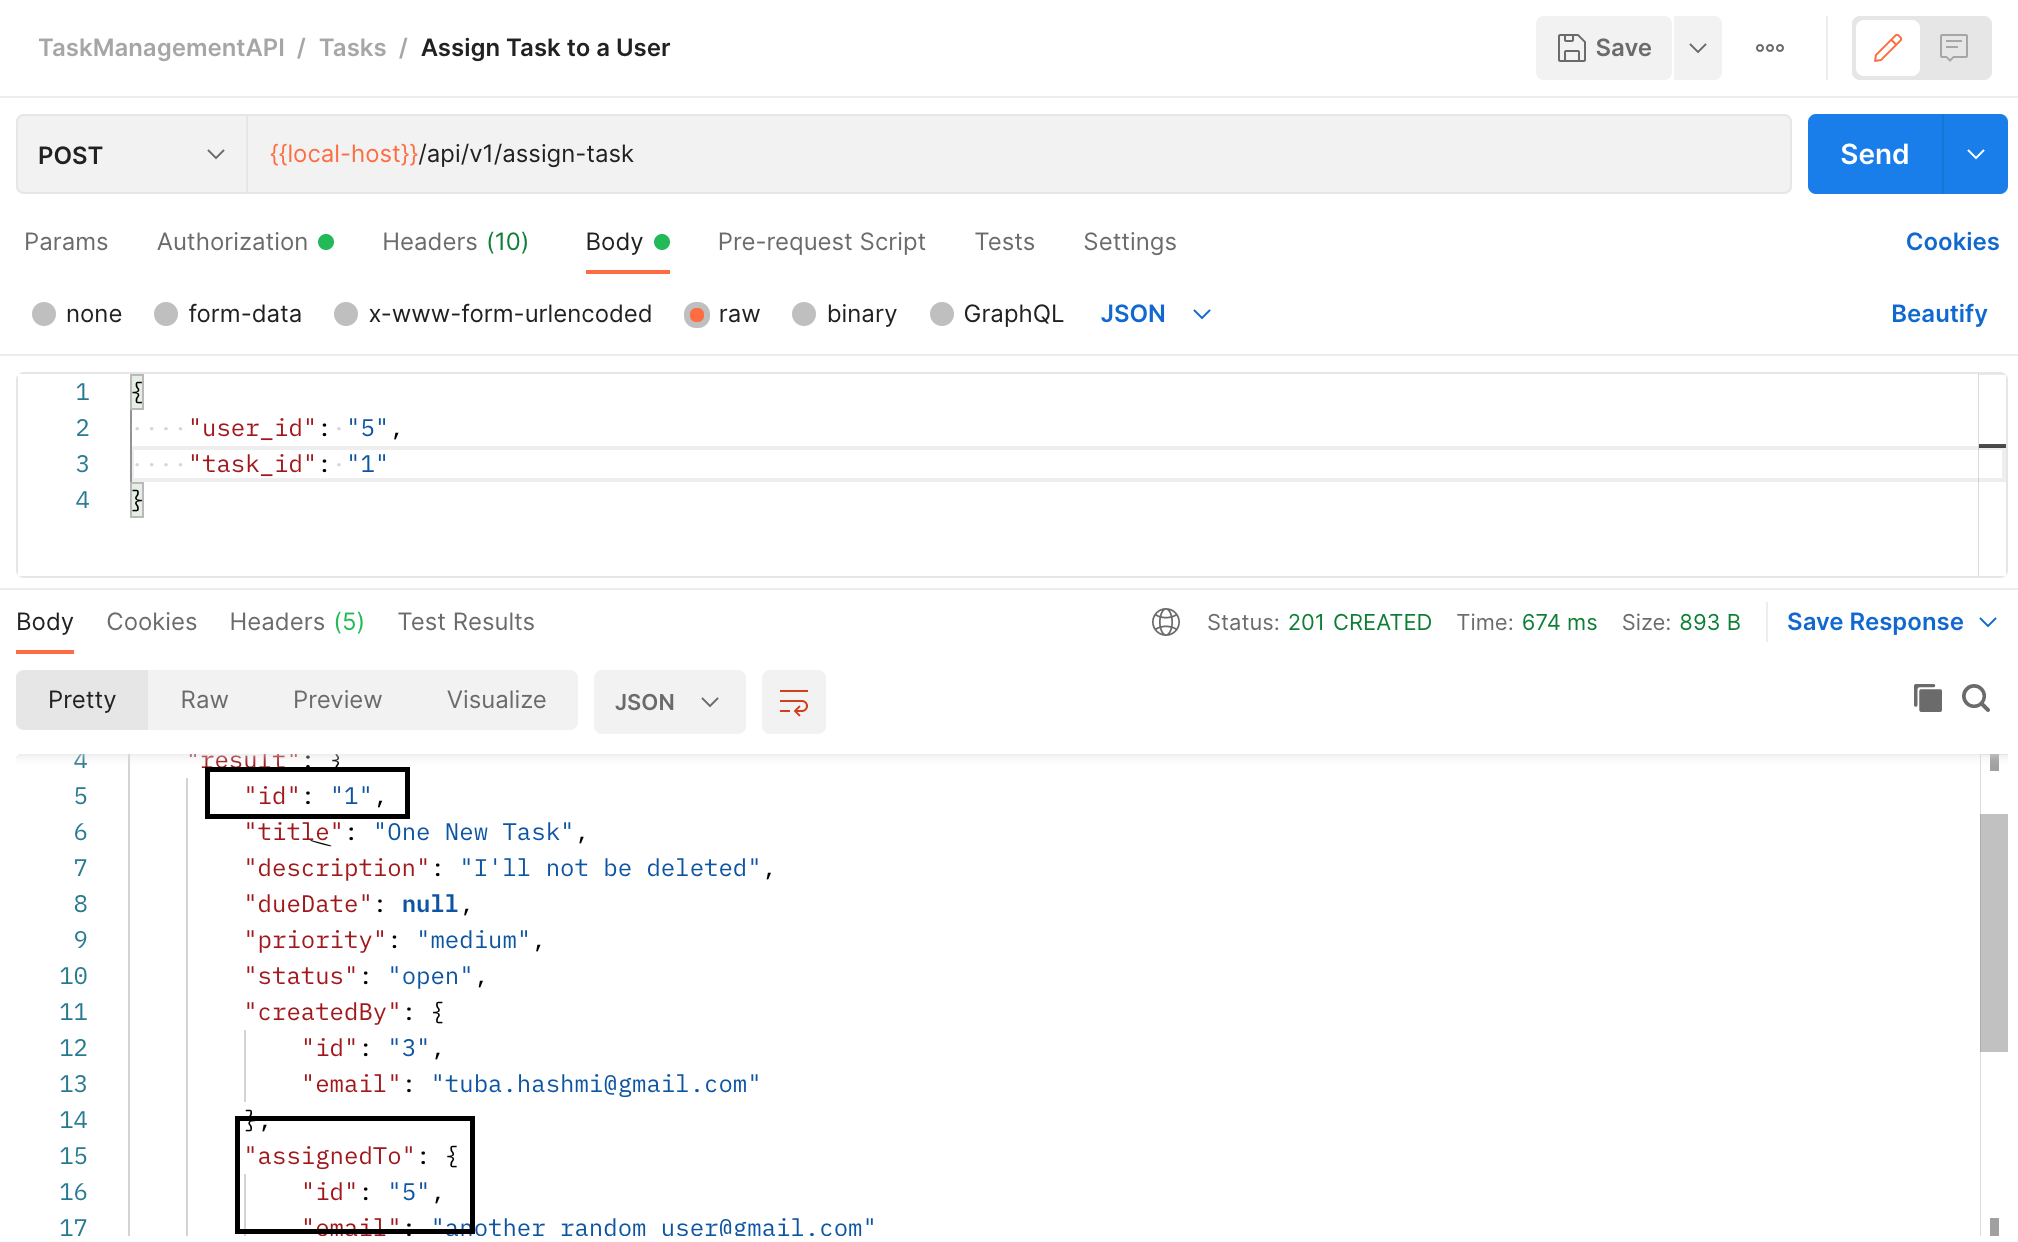 TaskManagementAPI / Tasks / Assign Task to a User
Save
POST
{{local-host}}/api/v1/assign-task
Send
Params Authorization Headers (10) Body Pre-request Script Tests Settings Cookies
none form-data x-www-form-urlencoded raw binary GraphQL JSON Beautify
1 {
2 "user_id": "5",
3 "task_id": "1"
4 }
Body Cookies Headers (5) Test Results Status: 201 CREATED Time: 674 ms Size: 893 B Save Response
Pretty Raw Preview Visualize JSON
4 "result": {
5 "id": "1",
6 "title": "One New Task",
7 "description": "I'll not be deleted",
8 "dueDate": null,
9 "priority": "medium",
10 "status": "open",
11 "createdBy": {
12 "id": "3",
13 "email": "tuba.hashmi@gmail.com"
14 },
15 "assignedTo": {
16 "id": "5",
17 "email": "another_random_user@gmail.com"